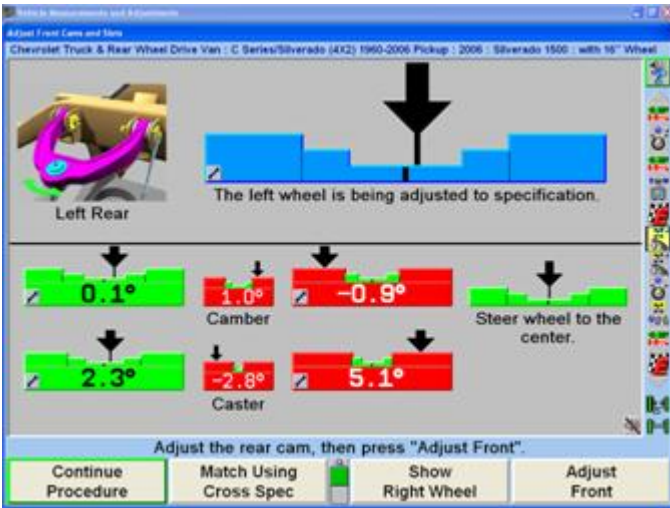 Vehicle Measurements and Adjustments
Adjust Front Cams and Slots
Chevrolet Truck & Rear Wheel Drive Van : C Series/Silverado (4X2) 1960-2006 Pickup : 2006 : Silverado 1500 : with 16" Wheel
The left wheel is being adjusted to specification.
Left Rear
0.1°
1.0°
-0.9°
Camber
Steer wheel to the
center.
2.3°
-2.8°
5.1°
Caster
Adjust the rear cam, then press "Adjust Front".
Continue
Procedure
Match Using
Cross Spec
Show
Right Wheel
Adjust
Front